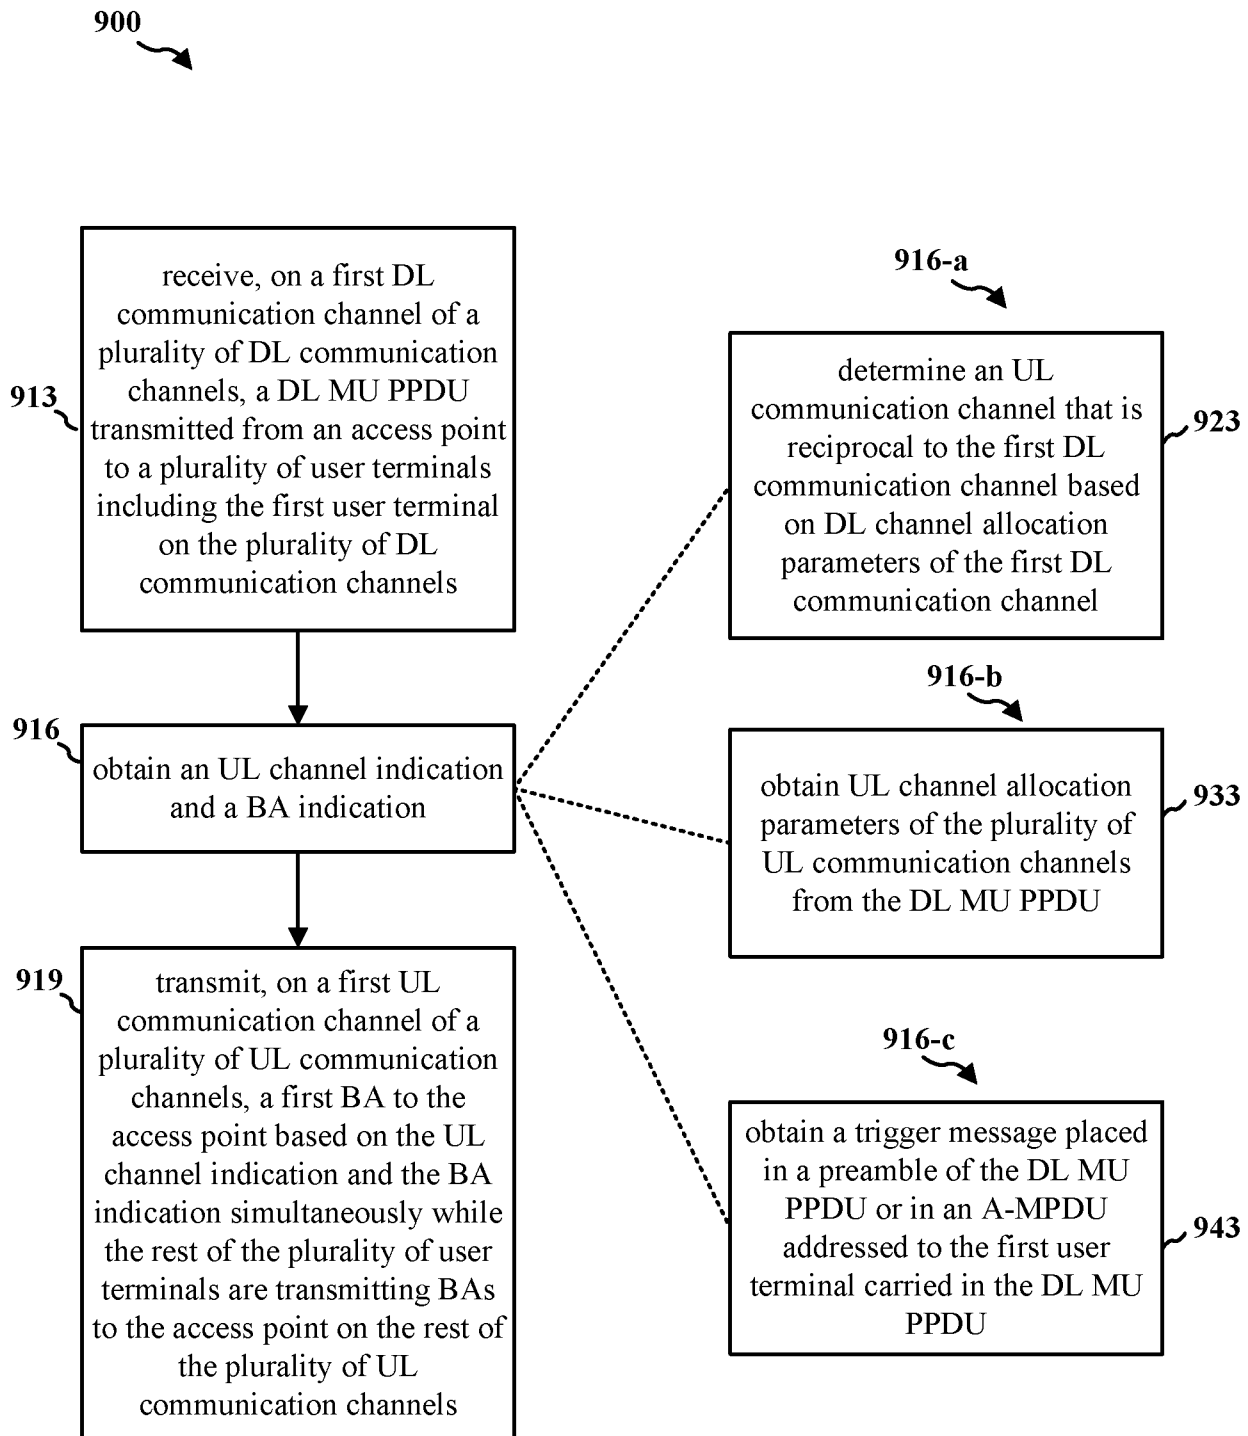 900
913
receive, on a first DL
communication channel of a
plurality of DL communication
channels, a DL MU PPDU
transmitted from an access point
to a plurality of user terminals
including the first user terminal
on the plurality of DL
communication channels
916
obtain an UL channel indication
and a BA indication
919
transmit, on a first UL
communication channel of a
plurality of UL communication
channels, a first BA to the
access point based on the UL
channel indication and the BA
indication simultaneously while
the rest of the plurality of user
terminals are transmitting BAs
to the access point on the rest of
the plurality of UL
communication channels
916-a
determine an UL
communication channel that is
reciprocal to the first DL
communication channel based
on DL channel allocation
parameters of the first DL
communication channel
923
916-b
obtain UL channel allocation
parameters of the plurality of
UL communication channels
from the DL MU PPDU
933
916-c
obtain a trigger message placed
in a preamble of the DL MU
PPDU or in an A-MPDU
addressed to the first user
terminal carried in the DL MU
PPDU
943